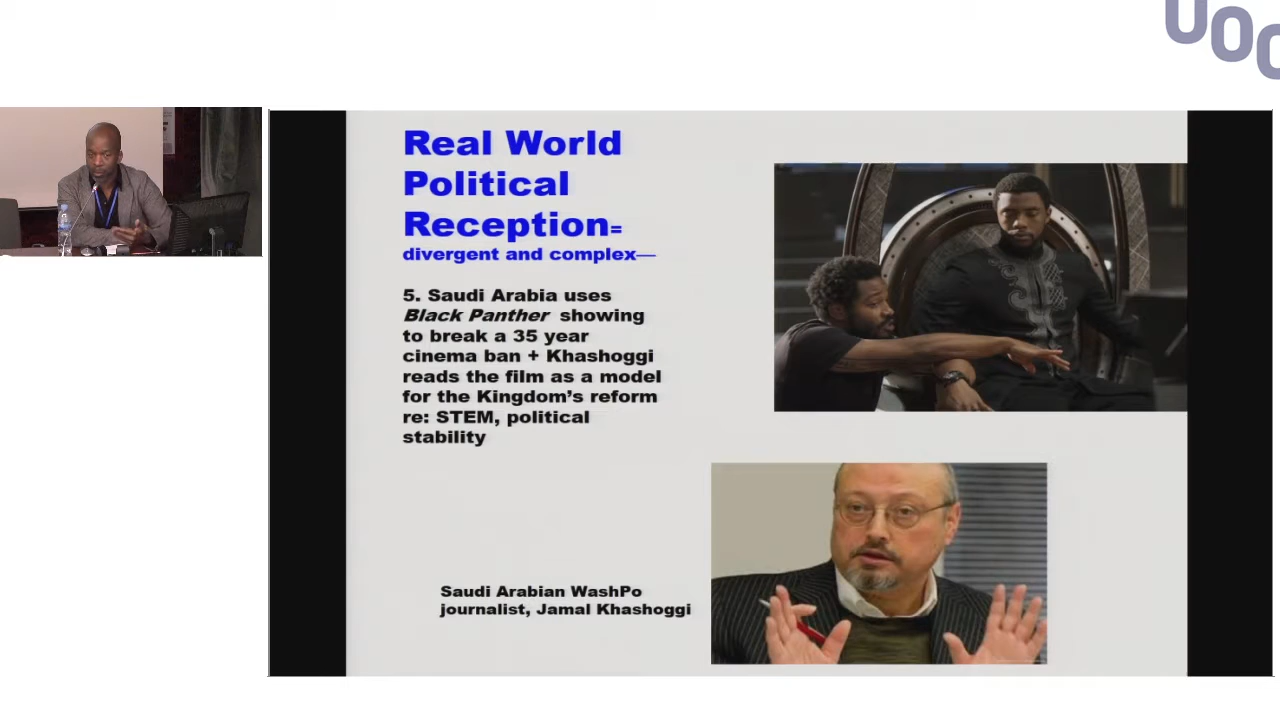 UOC
Real World
Political
Reception=
divergent and complex—
5. Saudi Arabia uses
Black Panther showing
to break a 35 year
cinema ban + Khashoggi
reads the film as a model
for the Kingdom's reform
re: STEM, political
stability
Saudi Arabian WashPo
journalist, Jamal Khashoggi